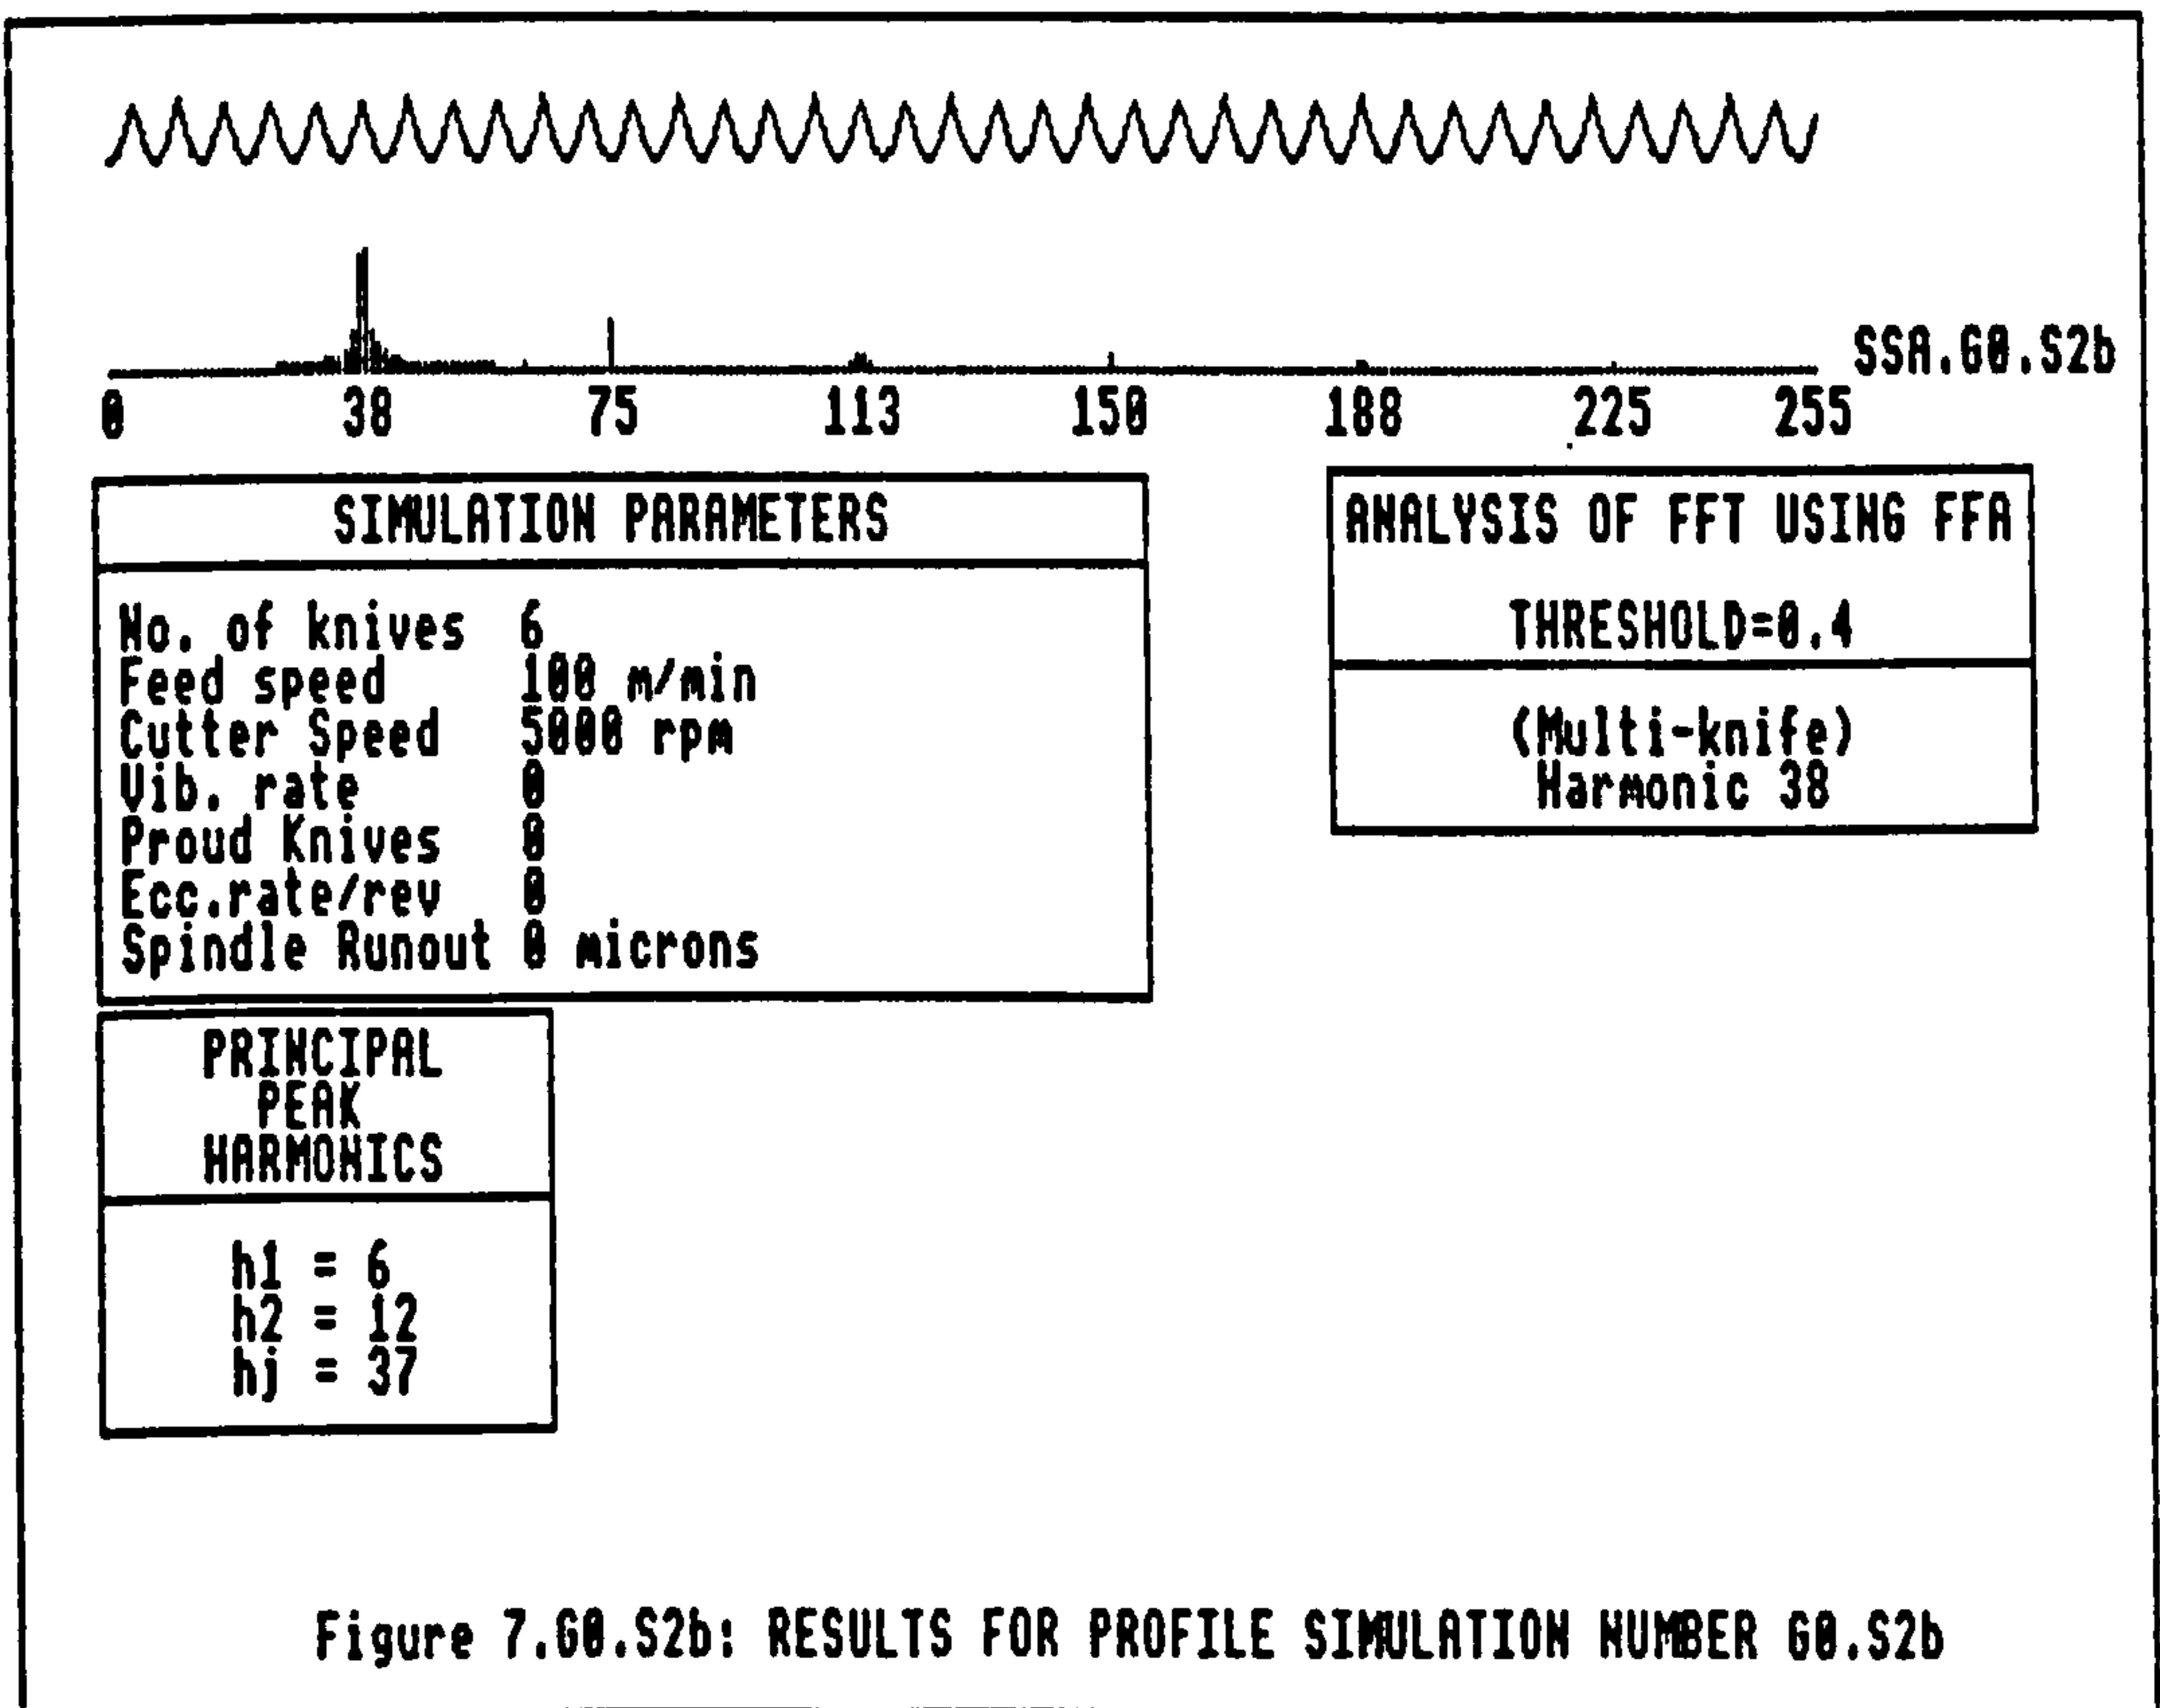 SSA.G0.S2b
0 38 75 113 150 188 225 255
SIMULATION PARAMETERS
No. of knives 6
Feed speed 100 m/min
Cutter Speed 5000 rpm
Vib. rate 0
Proud Knives 0
Ecc.rate/rev 0
Spindle Runout 0 microns
ANALYSIS OF FFT USING FFA
THRESHOLD=0.4
(Multi-knife)
Harmonic 38
PRINCIPAL
PEAK
HARMONICS
h1 = 6
h2 = 12
hj = 37
Figure 7.G0.S2b: RESULTS FOR PROFILE SIMULATION NUMBER G0.S2b